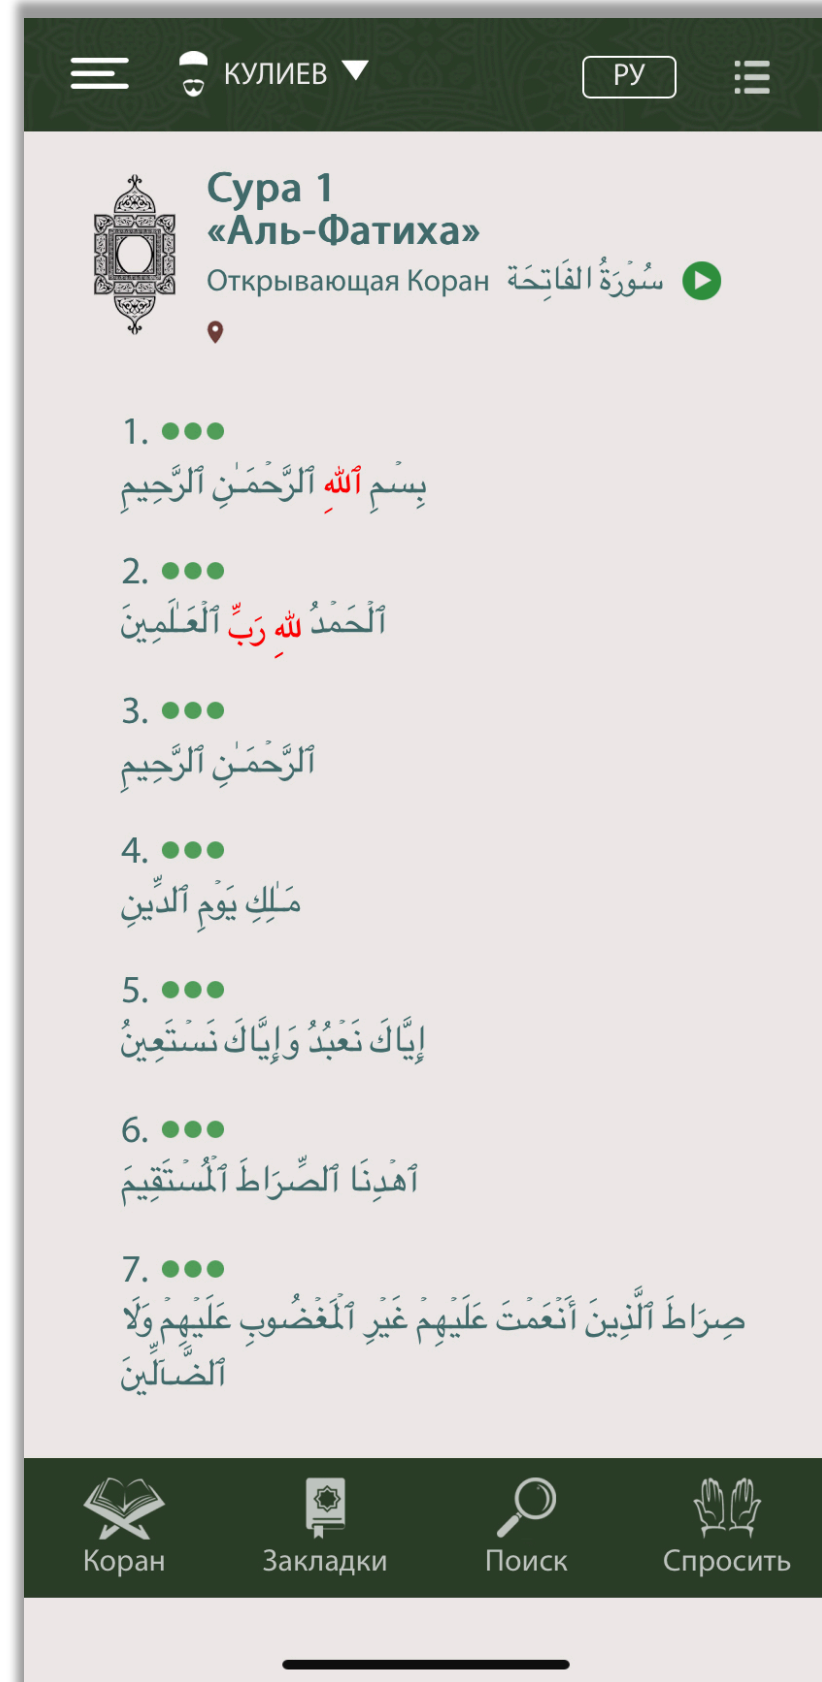 КУЛИЕВ РУ
Сура 1
«Аль-Фатиха»
Открывающая Коран سُوْرَةُ الفَاتِحَة
1.
بِسۡمِ ٱللَّهِ ٱلرَّحۡمَـٰنِ ٱلرَّحِيمِ
2.
ٱلۡحَمۡدُ لِلَّهِ رَبِّ ٱلۡعَـٰلَمِينَ
3.
ٱلرَّحۡمَـٰنِ ٱلرَّحِيمِ
4.
مَـٰلِكِ يَوۡمِ ٱلدِّينِ
5.
إِيَّاكَ نَعۡبُدُ وَإِيَّاكَ نَسۡتَعِينُ
6.
ٱهۡدِنَا ٱلصِّرَاطَ ٱلۡمُسۡتَقِيمَ
7.
صِرَاطَ ٱلَّذِينَ أَنۡعَمۡتَ عَلَيۡهِمۡ غَيۡرِ ٱلۡمَغۡضُوبِ عَلَيۡهِمۡ وَلَا
ٱلضَّاۤلِّينَ
Коран Закладки Поиск Спросить